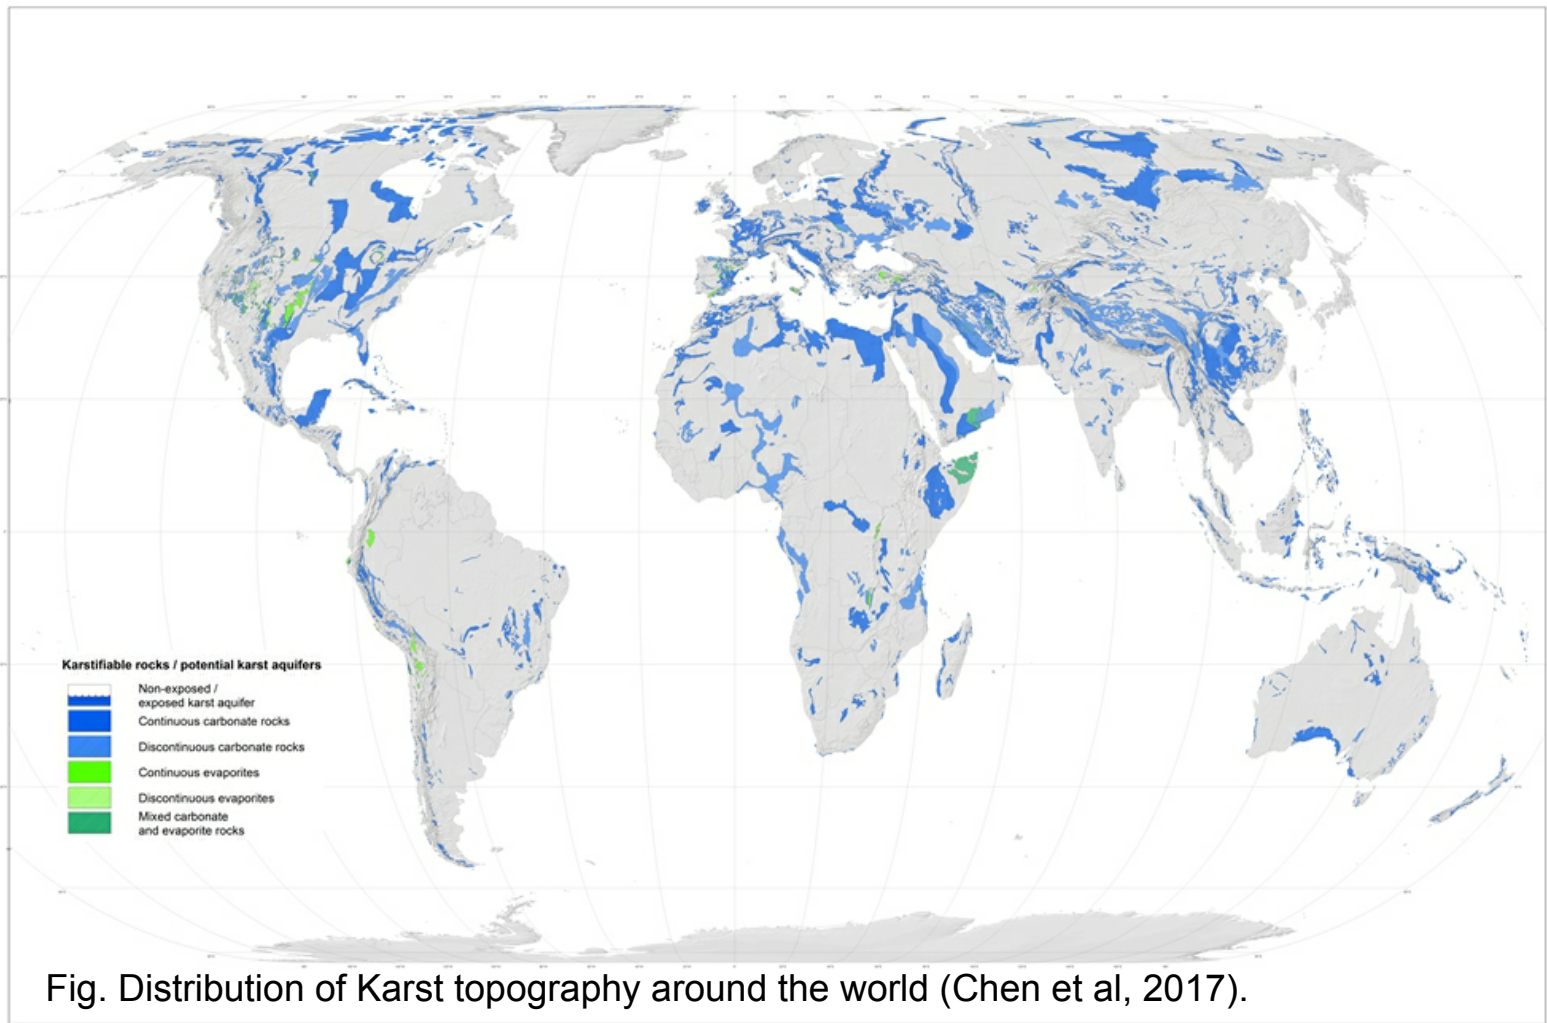 Karstifiable rocks / potential karst aquifers
Non-exposed /
exposed karst aquifer
Continuous carbonate rocks
Discontinuous carbonate rocks
Continuous evaporites
Discontinuous evaporites
Mixed carbonate
and evaporite rocks
Fig. Distribution of Karst topography around the world (Chen et al, 2017).